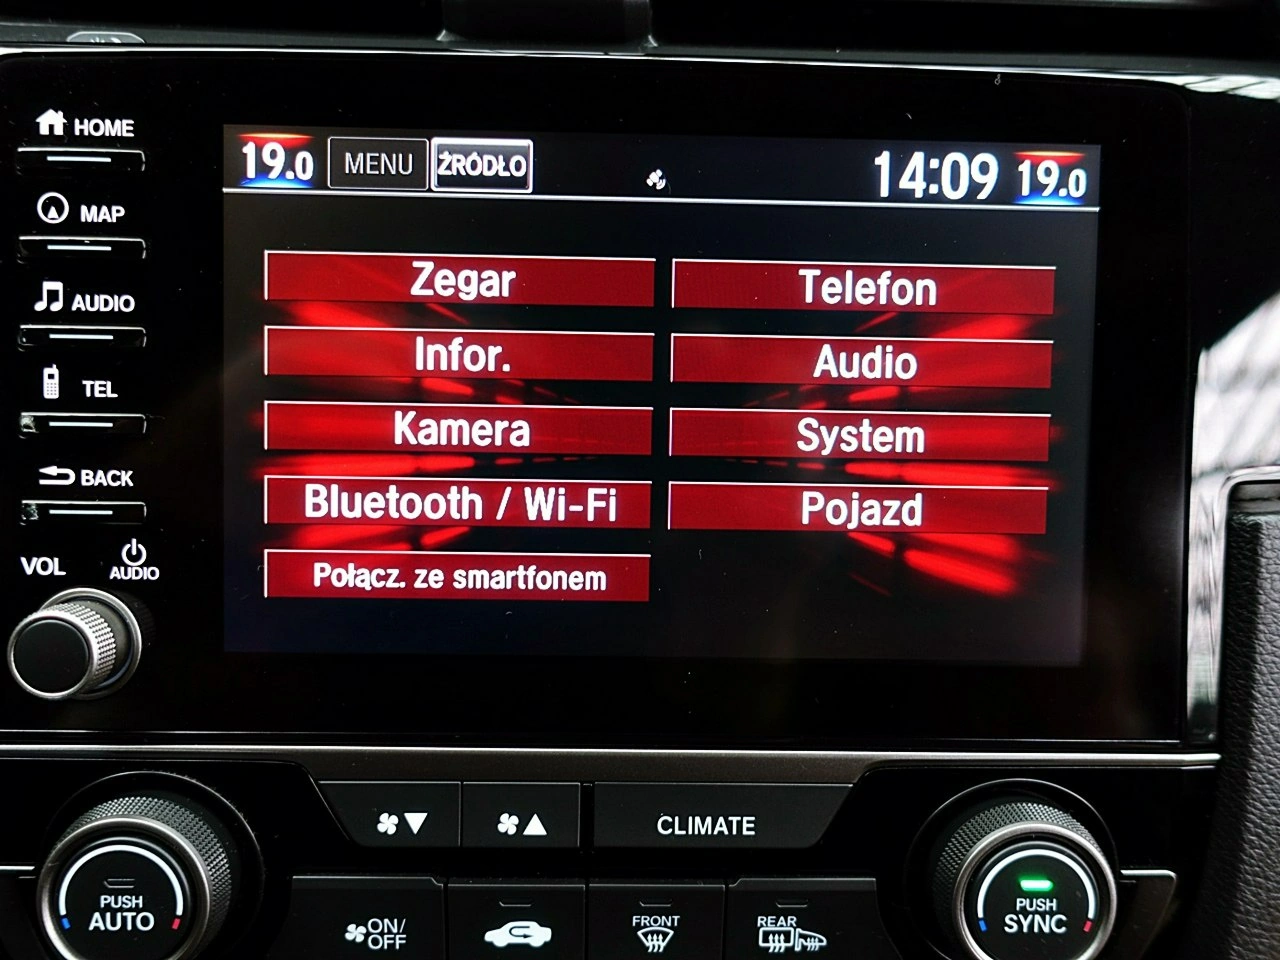 HOME
MAP
AUDIO
TEL
BACK
VOL
AUDIO
19.0 MENU ŹRÓDŁO 14:09 19.0
Zegar Telefon
Infor. Audio
Kamera System
Bluetooth / Wi-Fi Pojazd
Połącz. ze smartfonem
CLIMATE
PUSH
AUTO
ON/
OFF
FRONT
REAR
PUSH
SYNC